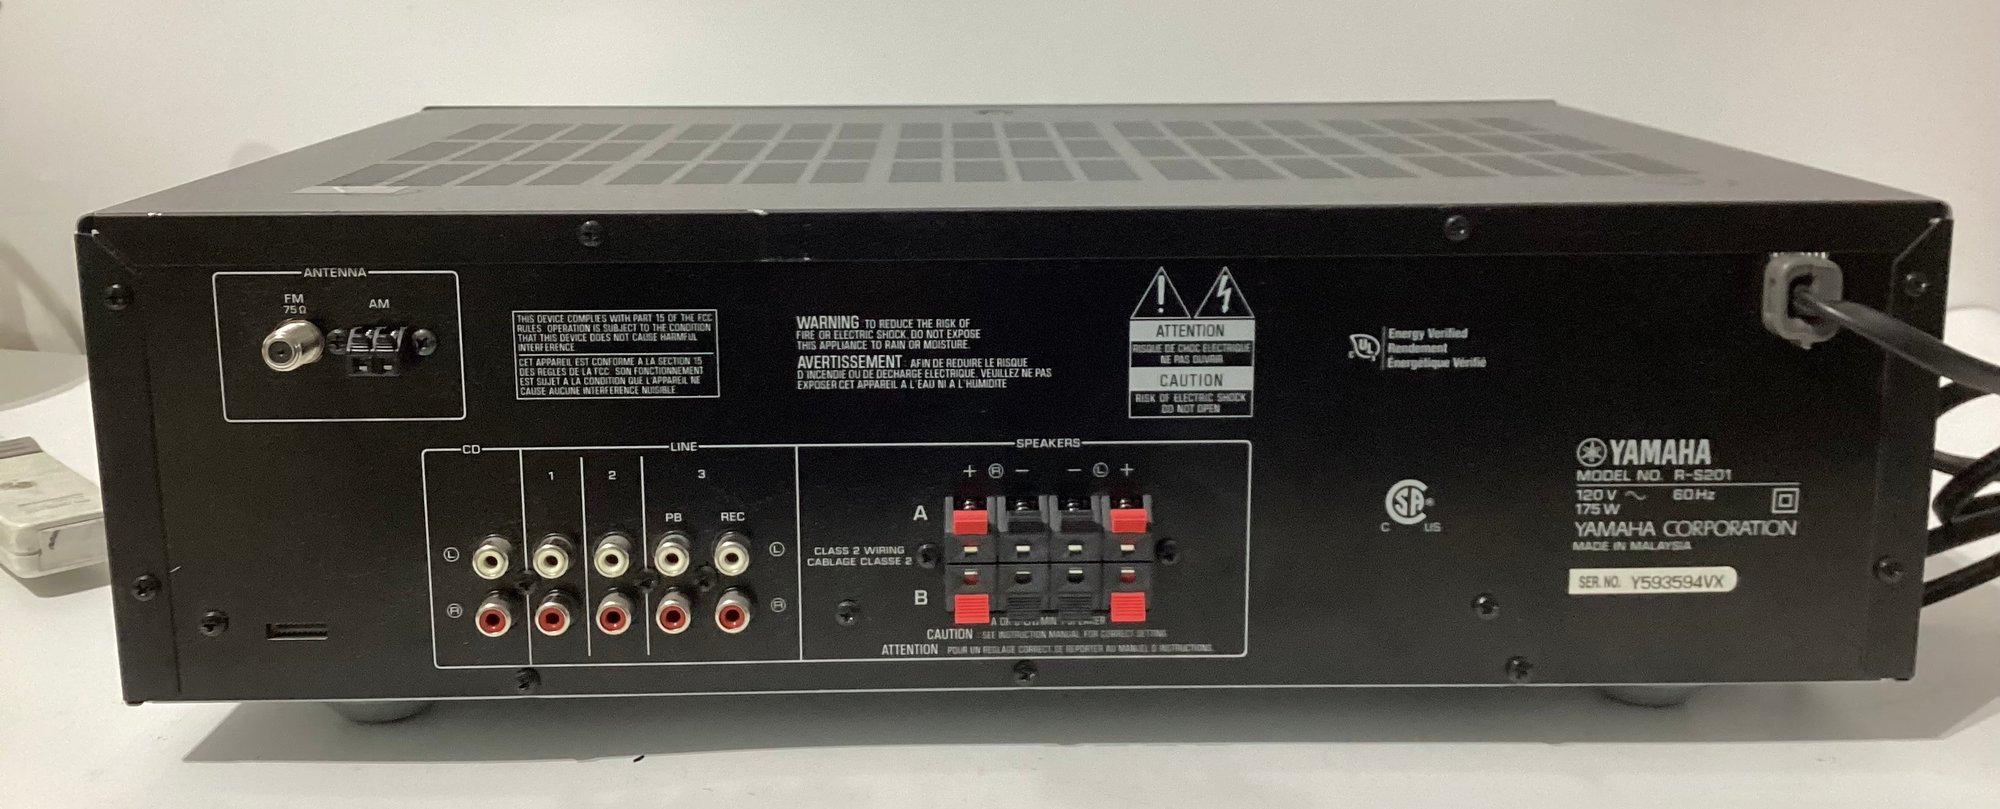 ANTENNA
FM
75Ω
AM
THIS DEVICE COMPLIES WITH PART 15 OF THE FCC
RULES OPERATION IS SUBJECT TO THE CONDITION
THAT THIS DEVICE DOES NOT CAUSE HARMFUL
INTERFERENCE
CET APPAREIL EST CONFORME A LA SECTION 15
DES REGLES DE LA FCC SON FONCTIONNEMENT
EST SUJET A LA CONDITION QUE L'APPAREIL NE
CAUSE AUCUNE INTERFERENCE NUISIBLE
WARNING TO REDUCE THE RISK OF
FIRE OR ELECTRIC SHOCK, DO NOT EXPOSE
THIS APPLIANCE TO RAIN OR MOISTURE.
AVERTISSEMENT : AFIN DE REDUIRE LE RISQUE
D'INCENDIE OU DE DECHARGE ELECTRIQUE, VEUILLEZ NE PAS
EXPOSER CET APPAREIL A L'EAU NI A L'HUMIDITE
ATTENTION
RISQUE DE CHOC ELECTRIQUE
NE PAS OUVRIR
CAUTION
RISK OF ELECTRIC SHOCK
DO NOT OPEN
UL
Energy Verified
Rendement
Énergétique Vérifié
CD
LINE
1
2
3
PB
REC
L
L
R
R
SPEAKERS
+ R − − L +
A
CLASS 2 WIRING
CABLAGE CLASSE 2
B
CAUTION : SEE INSTRUCTION MANUAL FOR CORRECT SETTING.
ATTENTION : POUR UN REGLAGE CORRECT, SE REPORTER AU MANUEL D'INSTRUCTIONS.
SA
C US
YAMAHA
MODEL NO. R-S201
120 V ~ 60 Hz
175 W
YAMAHA CORPORATION
MADE IN MALAYSIA
SER. NO. Y593594VX